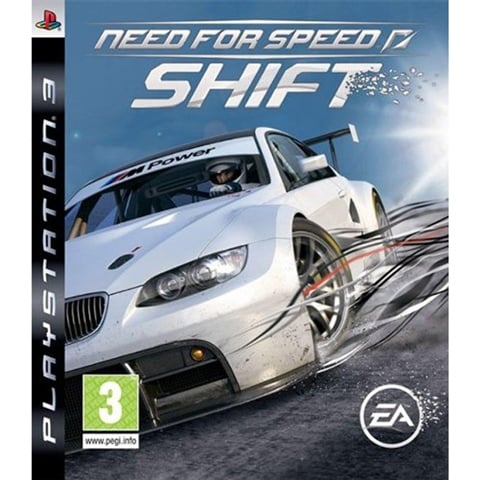 NEED FOR SPEED
SHIFT
M Power
PLAYSTATION 3
3
www.pegi.info
EA